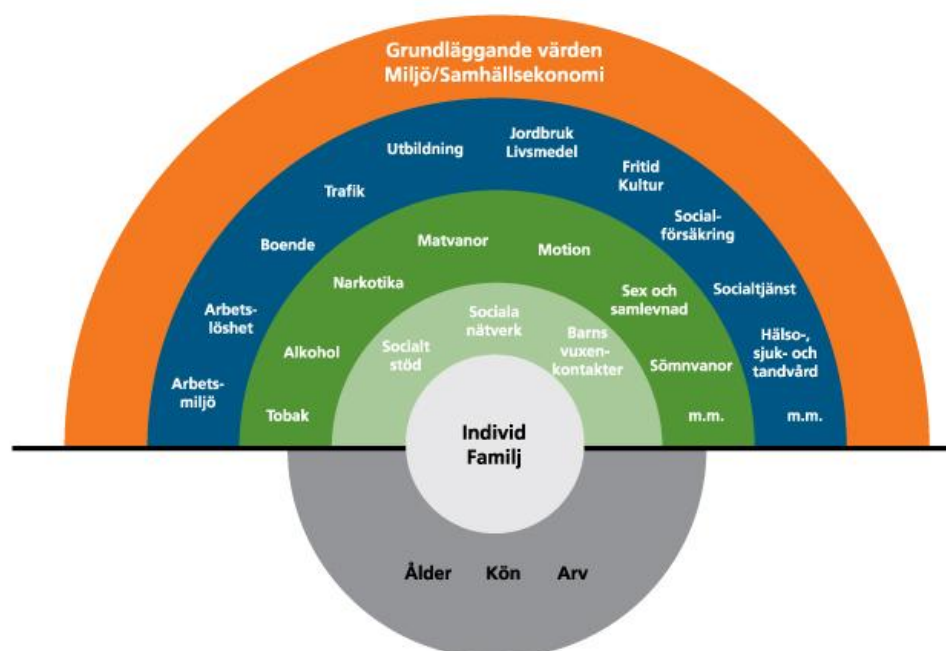 Grundläggande värden
Miljö/Samhällsekonomi
Utbildning
Jordbruk
Livsmedel
Fritid
Kultur
Trafik
Social-
försäkring
Boende
Socialtjänst
Arbets-
löshet
Hälso-,
sjuk- och
tandvård
Arbets-
miljö
m.m.
Matvanor
Motion
Narkotika
Sex och
samlevnad
Alkohol
Sömnvanor
Tobak
m.m.
Sociala
nätverk
Socialt
stöd
Barns
vuxen-
kontakter
Individ
Familj
Ålder Kön Arv